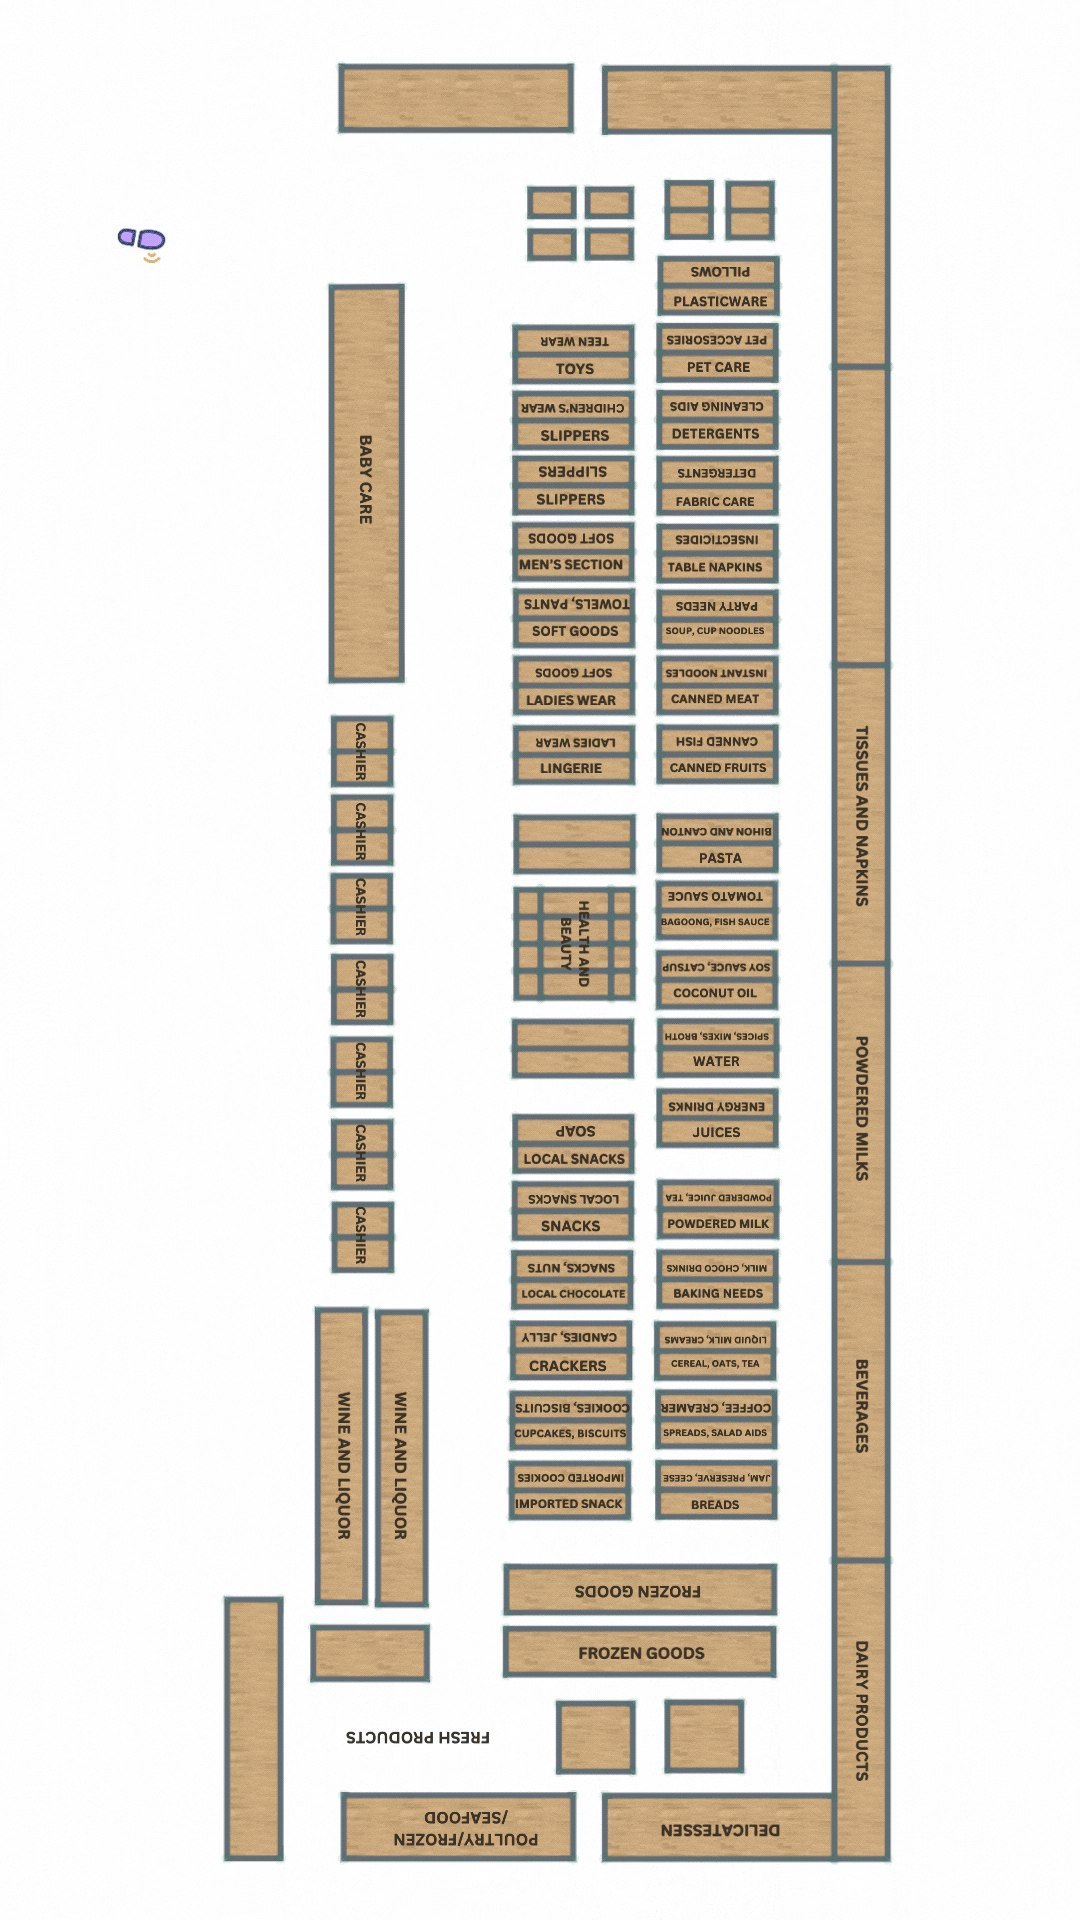 PILLOWS
PLASTICWARE
TEEN WEAR
TOYS
PET ACCESORIES
PET CARE
CHIDREN'S WEAR
SLIPPERS
CLEANING AIDS
DETERGENTS
BABY CARE
SLIPPERS
SLIPPERS
DETERGENTS
FABRIC CARE
SOFT GOODS
MEN'S SECTION
INSECTICIDES
TABLE NAPKINS
TOWELS, PANTS
SOFT GOODS
PARTY NEEDS
SOUP, CUP NOODLES
SOFT GOODS
LADIES WEAR
INSTANT NOODLES
CANNED MEAT
LADIES WEAR
LINGERIE
CANNED FISH
CANNED FRUITS
TISSUES AND NAPKINS
CASHIER
CASHIER
CASHIER
CASHIER
CASHIER
CASHIER
CASHIER
BIHON AND CANTON
PASTA
HEALTH AND
BEAUTY
TOMATO SAUCE
BAGOONG, FISH SAUCE
SOY SAUCE, CATSUP
COCONUT OIL
SPICES, MIXES, BROTH
WATER
ENERGY DRINKS
JUICES
POWDERED MILKS
SOAP
LOCAL SNACKS
LOCAL SNACKS
SNACKS
POWDERED JUICE, TEA
POWDERED MILK
SNACKS, NUTS
LOCAL CHOCOLATE
MILK, CHOCO DRINKS
BAKING NEEDS
CANDIES, JELLY
CRACKERS
LIQUID MILK, CREAMS
CEREAL, OATS, TEA
COOKIES, BISCUITS
CUPCAKES, BISCUITS
COFFEE, CREAMER
SPREADS, SALAD AIDS
IMPORTED COOKIES
IMPORTED SNACK
JAM, PRESERVE, CEESE
BREADS
BEVERAGES
WINE AND LIQUOR
WINE AND LIQUOR
FROZEN GOODS
FROZEN GOODS
DAIRY PRODUCTS
FRESH PRODUCTS
POULTRY/FROZEN
/SEAFOOD
DELICATESSEN